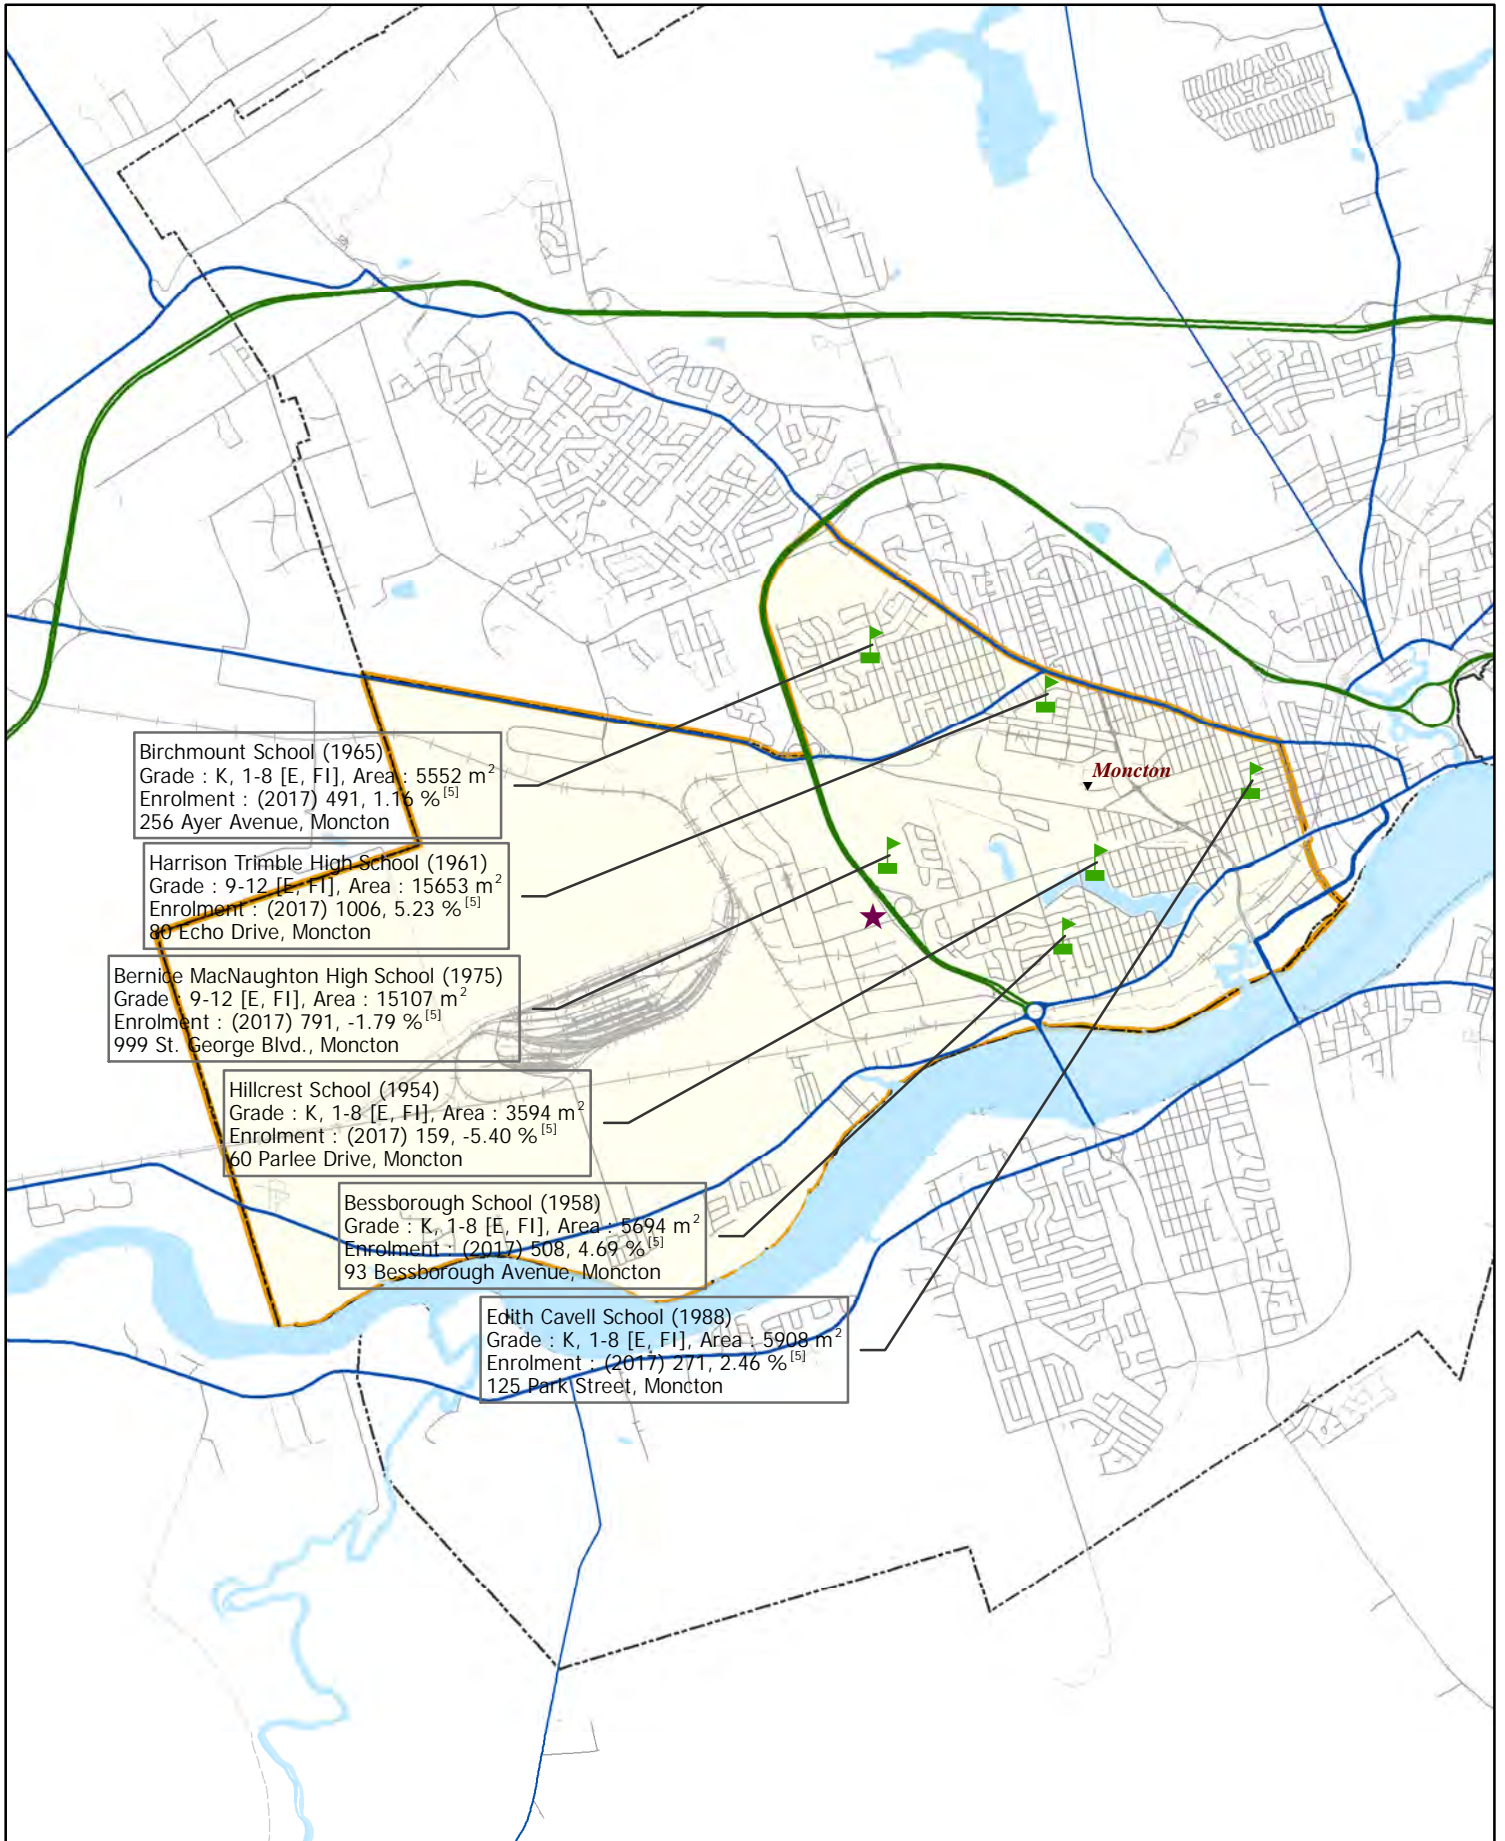 Moncton
Birchmount School (1965)
Grade : K, 1-8 [E, FI], Area : 5552 m²
Enrolment : (2017) 491, 1.16 % [5]
256 Ayer Avenue, Moncton
Harrison Trimble High School (1961)
Grade : 9-12 [E, FI], Area : 15653 m²
Enrolment : (2017) 1006, 5.23 % [5]
80 Echo Drive, Moncton
Bernice MacNaughton High School (1975)
Grade : 9-12 [E, FI], Area : 15107 m²
Enrolment : (2017) 791, -1.79 % [5]
999 St. George Blvd., Moncton
Hillcrest School (1954)
Grade : K, 1-8 [E, FI], Area : 3594 m²
Enrolment : (2017) 159, -5.40 % [5]
60 Parlee Drive, Moncton
Bessborough School (1958)
Grade : K, 1-8 [E, FI], Area : 5694 m²
Enrolment : (2017) 508, 4.69 % [5]
93 Bessborough Avenue, Moncton
Edith Cavell School (1988)
Grade : K, 1-8 [E, FI], Area : 5908 m²
Enrolment : (2017) 271, 2.46 % [5]
125 Park Street, Moncton